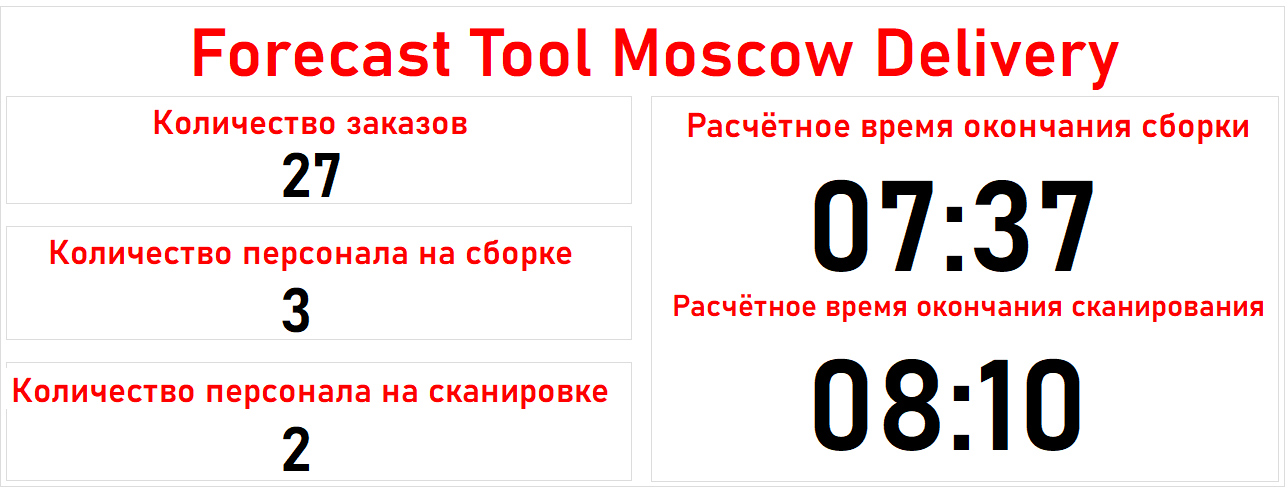 Forecast Tool Moscow Delivery
Количество заказов
27
Количество персонала на сборке
3
Количество персонала на сканировке
2
Расчётное время окончания сборки
07:37
Расчётное время окончания сканирования
08:10